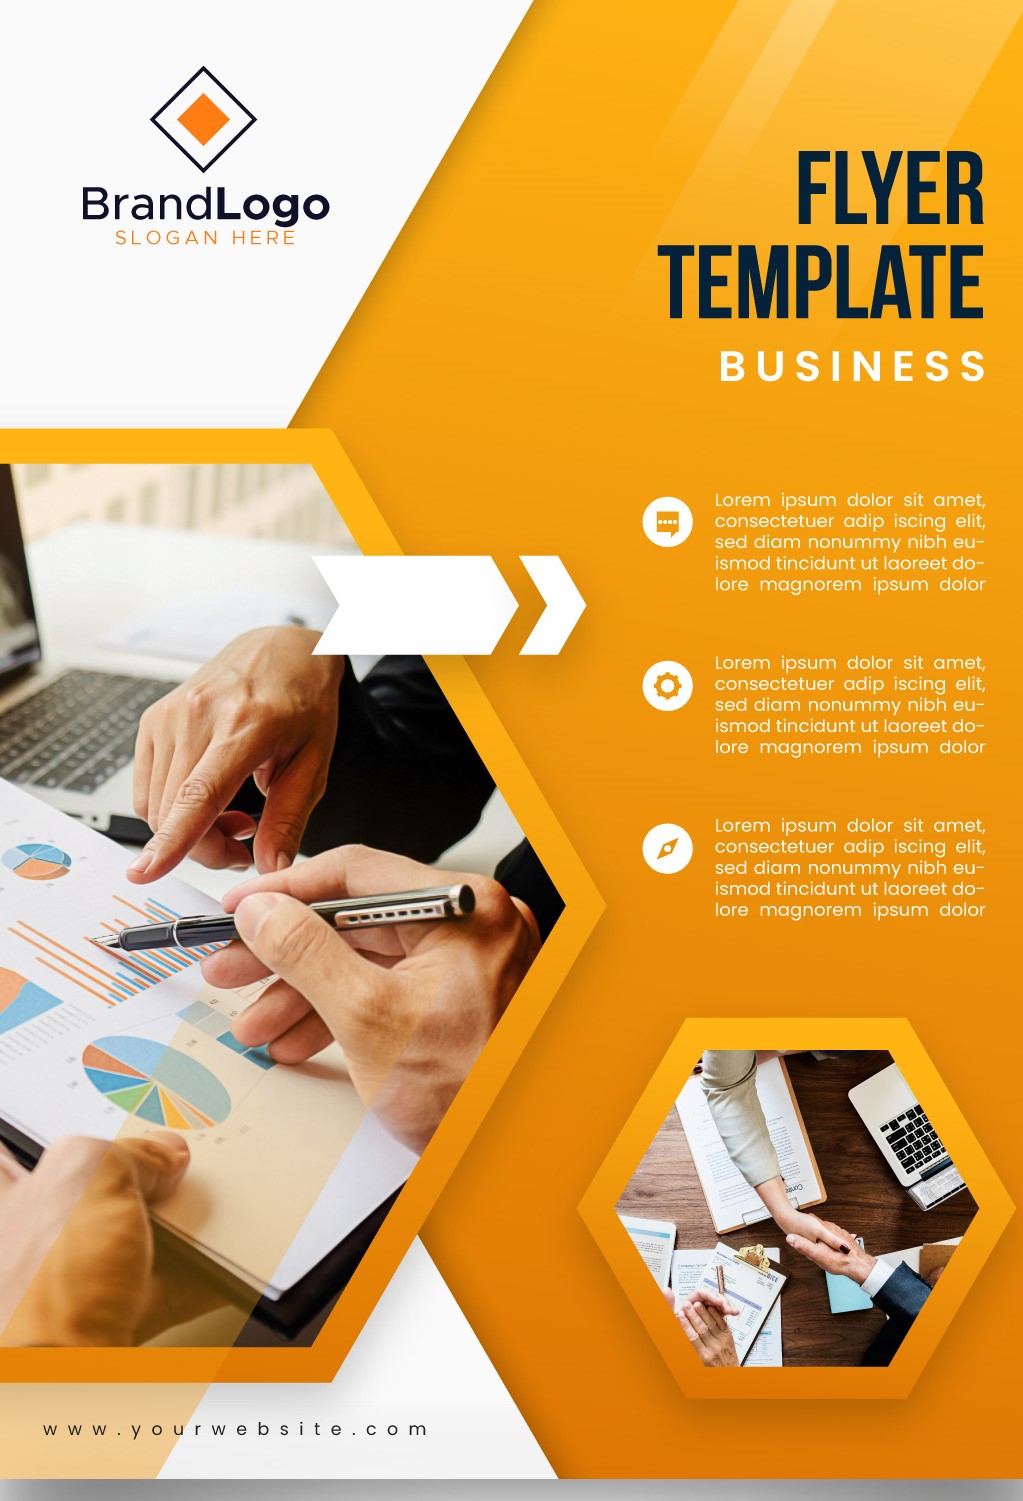 BrandLogo
SLOGAN HERE
FLYER
TEMPLATE
BUSINESS
Lorem ipsum dolor sit amet,
consectetuer adip iscing elit,
sed diam nonummy nibh eu-
ismod tincidunt ut laoreet do-
lore magnorem ipsum dolor
Lorem ipsum dolor sit amet,
consectetuer adip iscing elit,
sed diam nonummy nibh eu-
ismod tincidunt ut laoreet do-
lore magnorem ipsum dolor
Lorem ipsum dolor sit amet,
consectetuer adip iscing elit,
sed diam nonummy nibh eu-
ismod tincidunt ut laoreet do-
lore magnorem ipsum dolor
www.yourwebsite.com